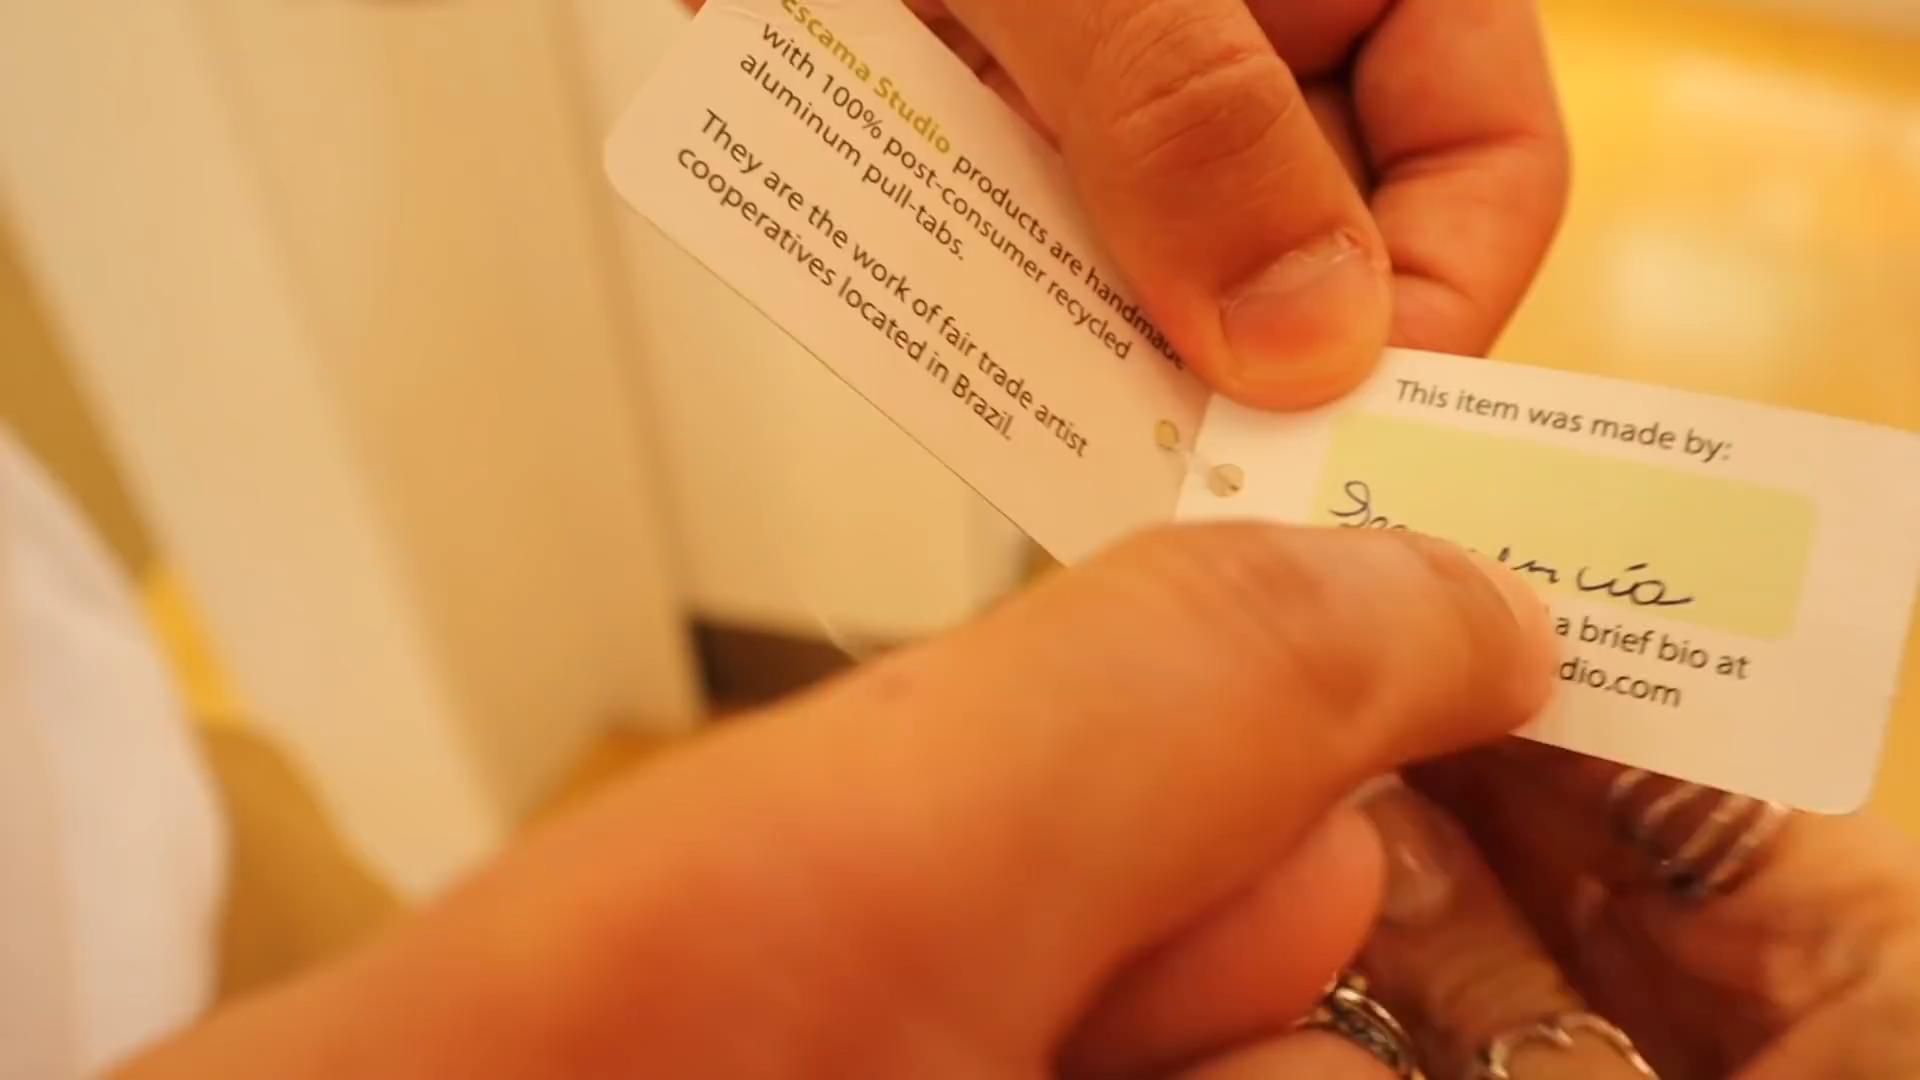 Escama Studio products are handmade
with 100% post-consumer recycled
aluminum pull-tabs.
They are the work of fair trade artist
cooperatives located in Brazil.
This item was made by:
a brief bio at
dio.com